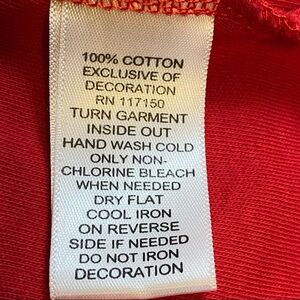 100% COTTON
EXCLUSIVE OF
DECORATION
RN 117150
TURN GARMENT
INSIDE OUT
HAND WASH COLD
ONLY NON-
CHLORINE BLEACH
WHEN NEEDED
DRY FLAT
COOL IRON
ON REVERSE
SIDE IF NEEDED
DO NOT IRON
DECORATION